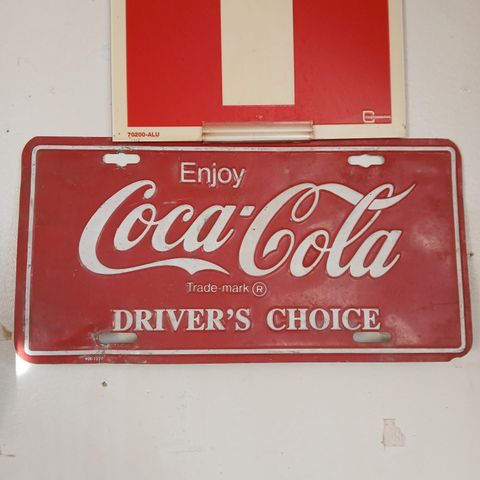 70200-ALU
Enjoy
Coca-Cola
Trade-mark ®
DRIVER'S CHOICE